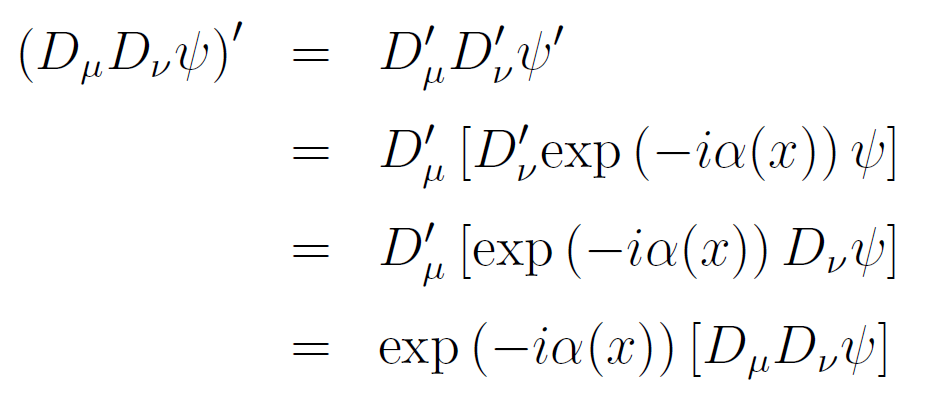 (D_μ D_ν ψ)′ = D′_μ D′_ν ψ′
= D′_μ [D′_ν exp (−iα(x)) ψ]
= D′_μ [exp (−iα(x)) D_ν ψ]
= exp (−iα(x)) [D_μ D_ν ψ]